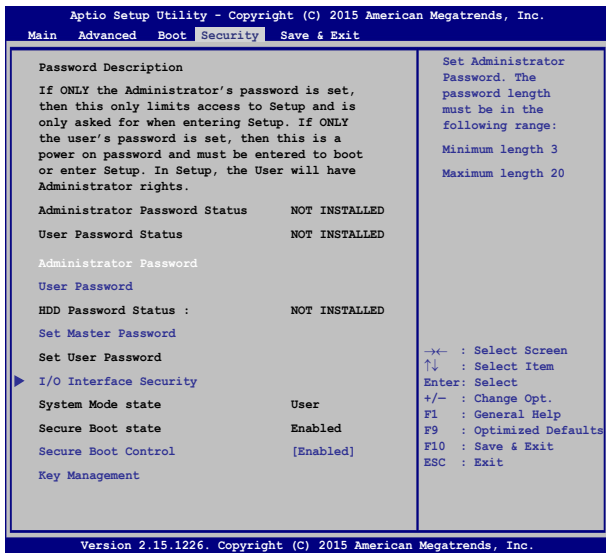 Aptio Setup Utility - Copyright (C) 2015 American Megatrends, Inc.
Main Advanced Boot Security Save & Exit
Password Description
If ONLY the Administrator's password is set,
then this only limits access to Setup and is
only asked for when entering Setup. If ONLY
the user's password is set, then this is a
power on password and must be entered to boot
or enter Setup. In Setup, the User will have
Administrator rights.
Administrator Password Status NOT INSTALLED
User Password Status NOT INSTALLED
Administrator Password
User Password
HDD Password Status : NOT INSTALLED
Set Master Password
Set User Password
I/O Interface Security
System Mode state User
Secure Boot state Enabled
Secure Boot Control [Enabled]
Key Management
Set Administrator
Password. The
password length
must be in the
following range:
Minimum length 3
Maximum length 20
→← : Select Screen
↑↓ : Select Item
Enter: Select
+/— : Change Opt.
F1 : General Help
F9 : Optimized Defaults
F10 : Save & Exit
ESC : Exit
Version 2.15.1226. Copyright (C) 2015 American Megatrends, Inc.